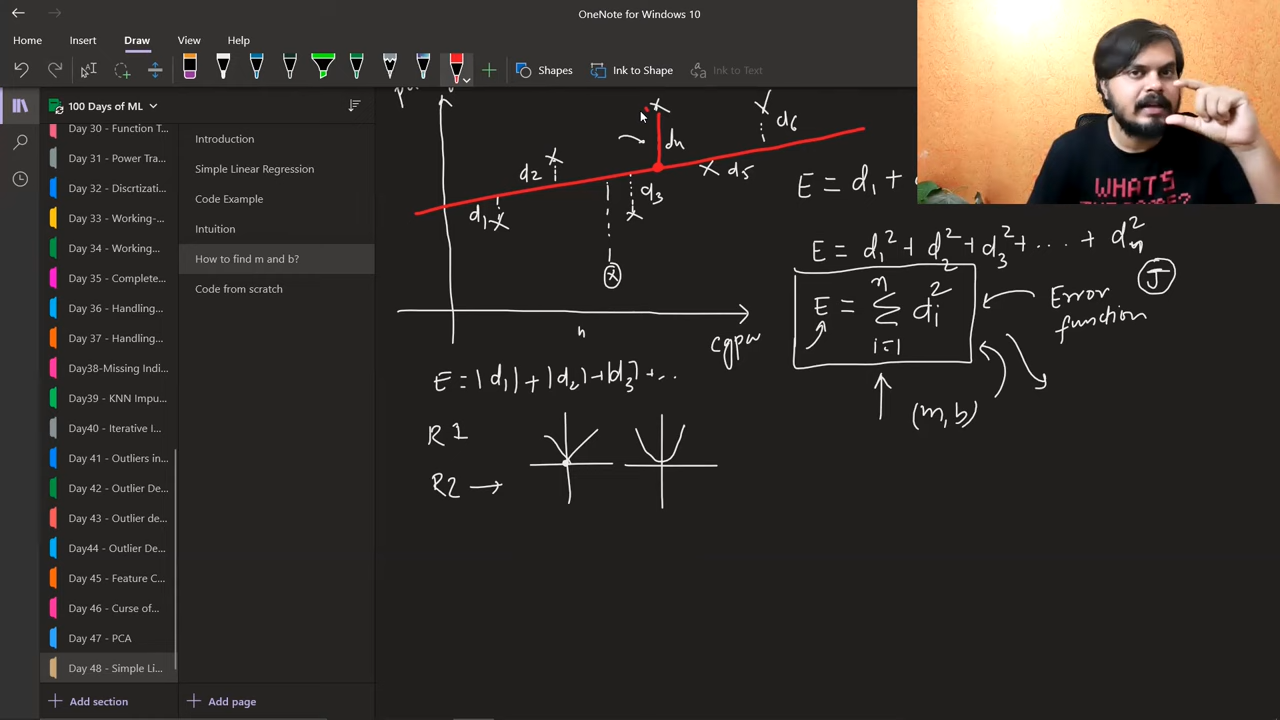 OneNote for Windows 10
Home Insert Draw View Help
Shapes Ink to Shape Ink to Text
100 Days of ML
Day 30 - Function T
Day 31 - Power Tra...
Day 32 - Discrtizati...
Day 33 - Working-...
Day 34 - Working...
Day 35 - Complete...
Day 36 - Handling...
Day 37 - Handling...
Day38-Missing Indi...
Day39 - KNN Impu...
Day40 - Iterative I...
Day 41 - Outliers in...
Day 42 - Outlier De...
Day 43 - Outlier de...
Day44 - Outlier De...
Day 45 - Feature C...
Day 46 - Curse of...
Day 47 - PCA
Day 48 - Simple Li...
Add section
Introduction
Simple Linear Regression
Code Example
Intuition
How to find m and b?
Code from scratch
Add page
d1 d2 d3 d4 d5 d6
n
cgpa
E = |d1| + |d2| + |d3| + ...
R1
R2 →
E = d1 +
E = d1² + d2² + d3² + ... + dn²
E = Σ i=1 n di²
Error
function
J
(m, b)
WHAT'S
THE